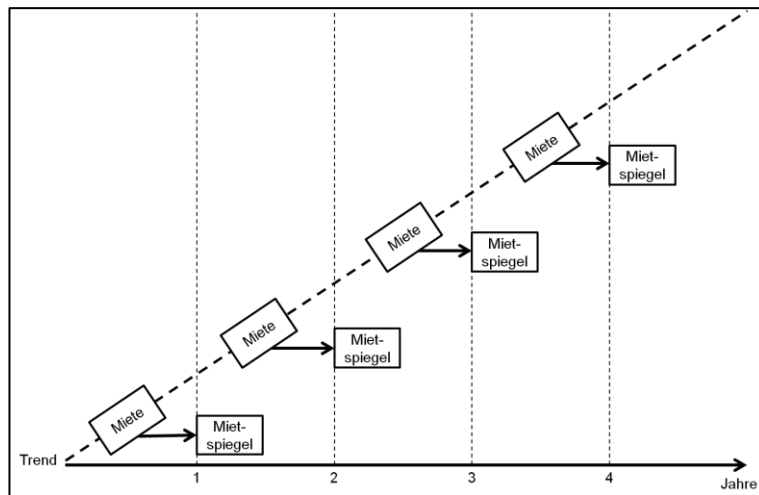 Miete
Miet-
spiegel
Miete
Miet-
spiegel
Miete
Miet-
spiegel
Miete
Miet-
spiegel
Trend
1
2
3
4
Jahre